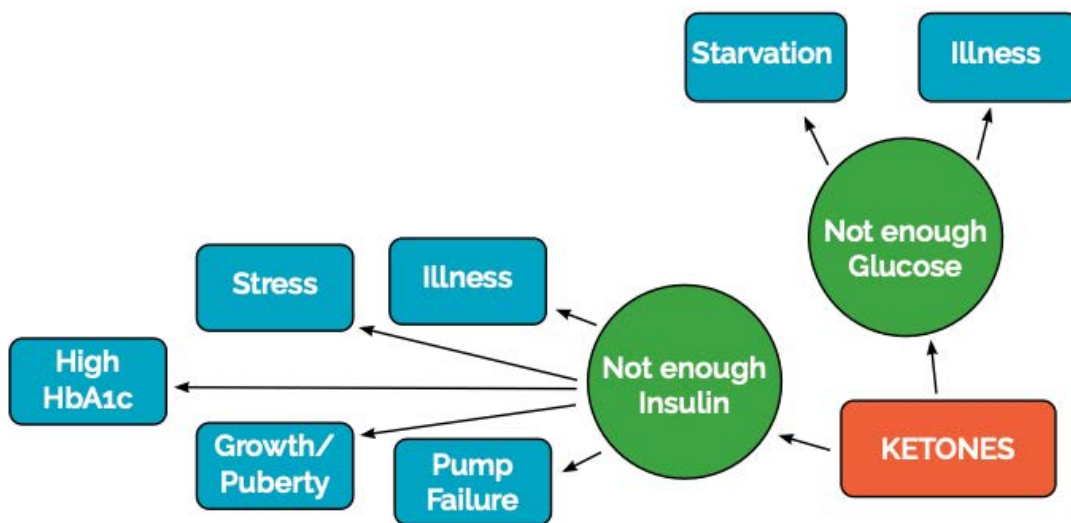 Starvation
Illness
Not enough
Glucose
Stress
Illness
Not enough
Insulin
High
HbA1c
Growth/
Puberty
Pump
Failure
KETONES